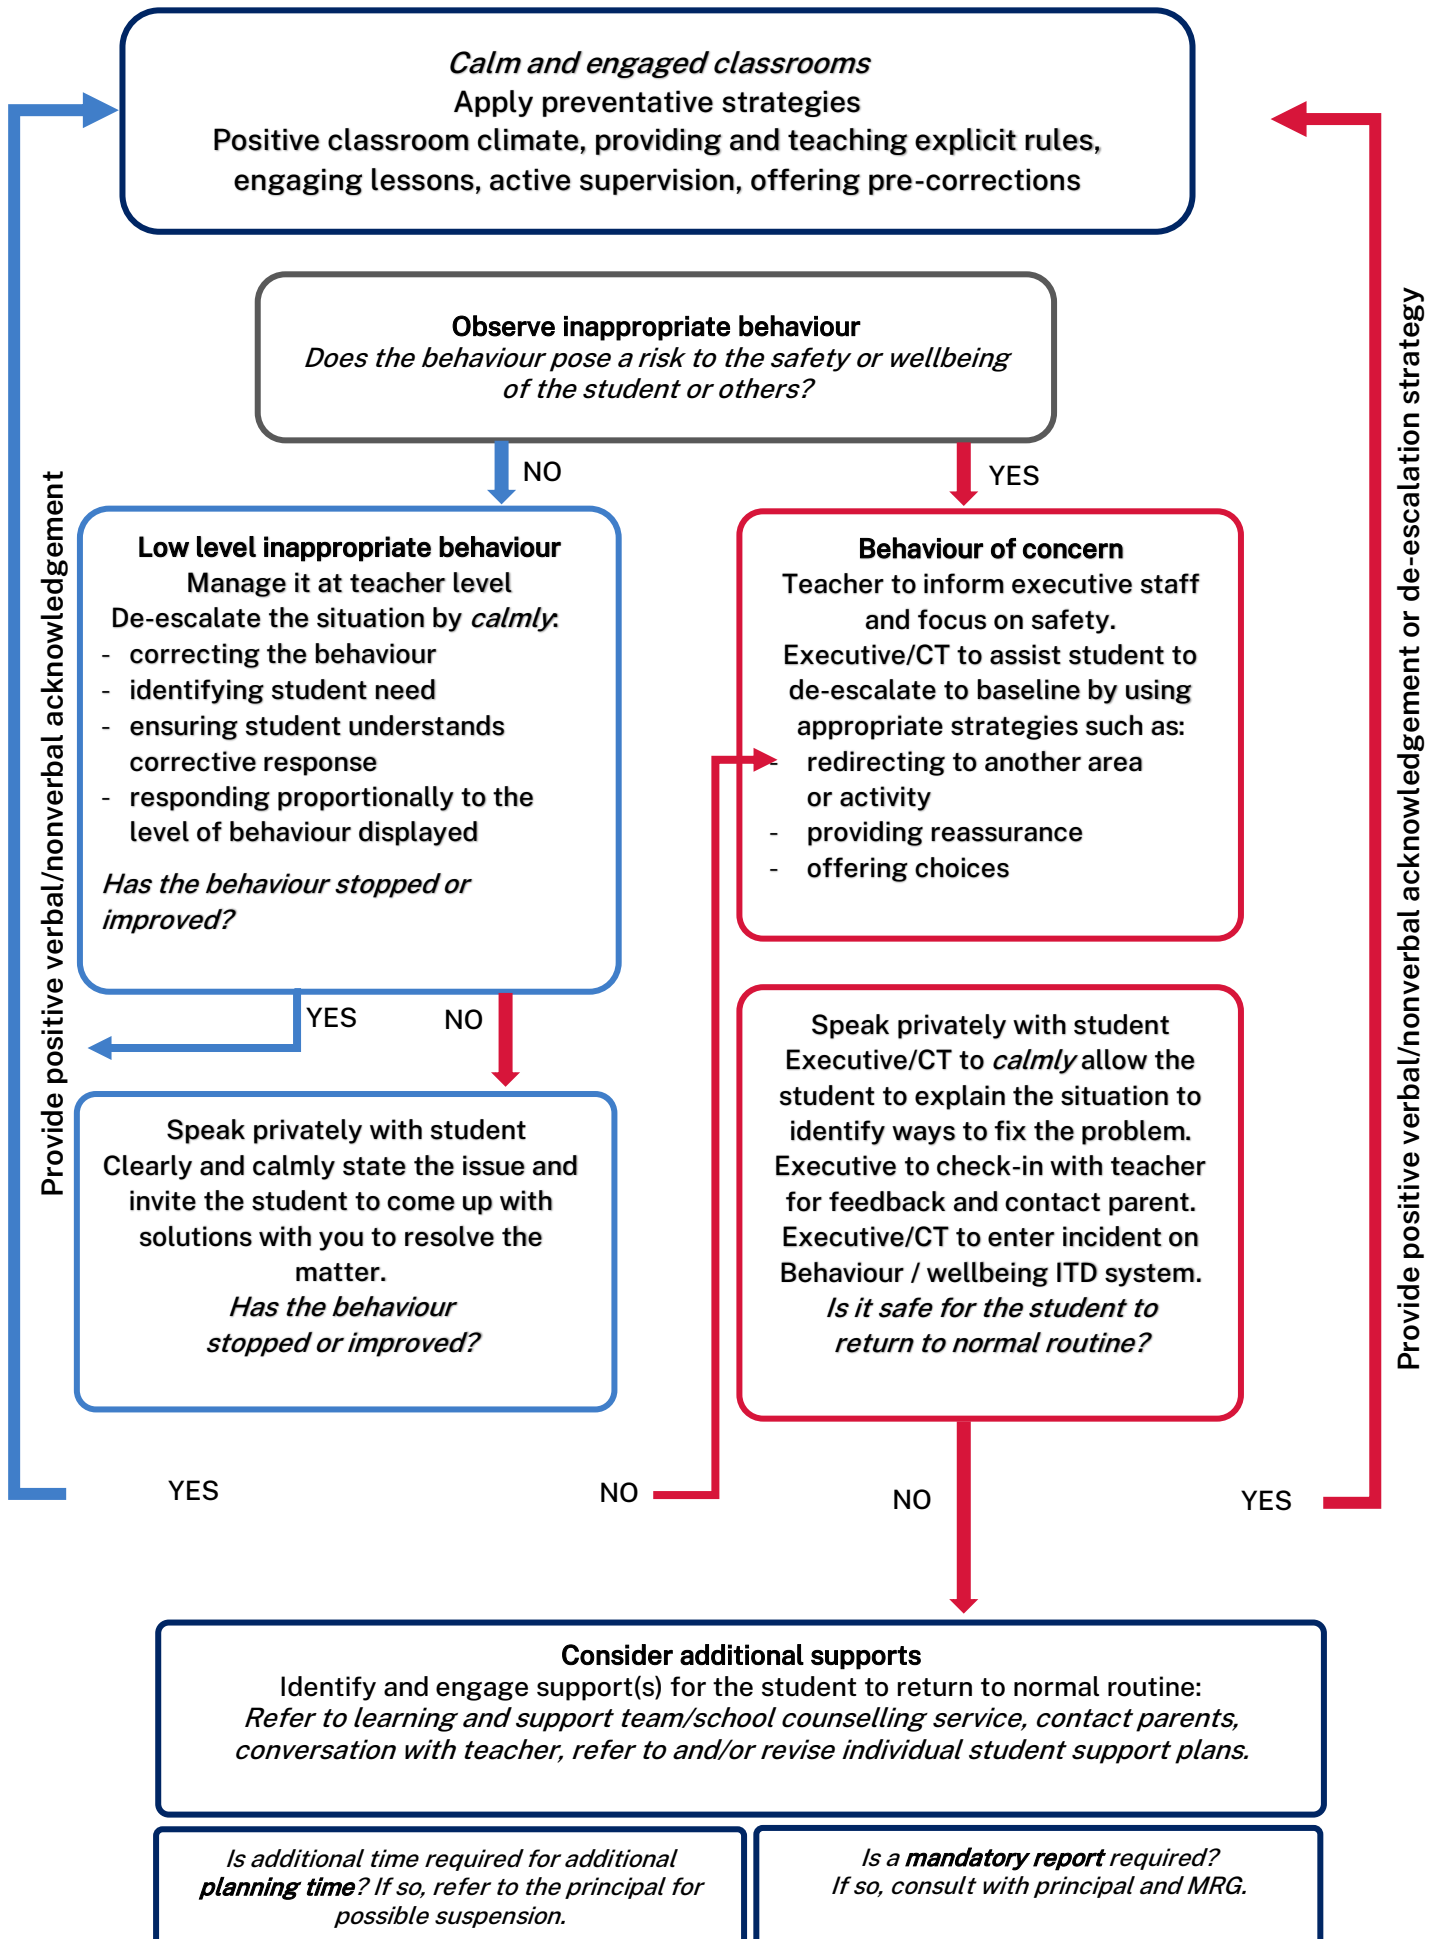 Calm and engaged classrooms
Apply preventative strategies
Positive classroom climate, providing and teaching explicit rules,
engaging lessons, active supervision, offering pre-corrections
Observe inappropriate behaviour
Does the behaviour pose a risk to the safety or wellbeing
of the student or others?
NO
YES
Low level inappropriate behaviour
Manage it at teacher level
De-escalate the situation by calmly:
- correcting the behaviour
- identifying student need
- ensuring student understands
corrective response
- responding proportionally to the
level of behaviour displayed
Has the behaviour stopped or
improved?
YES
NO
Speak privately with student
Clearly and calmly state the issue and
invite the student to come up with
solutions with you to resolve the
matter.
Has the behaviour
stopped or improved?
YES
NO
Provide positive verbal/nonverbal acknowledgement
Behaviour of concern
Teacher to inform executive staff
and focus on safety.
Executive/CT to assist student to
de-escalate to baseline by using
appropriate strategies such as:
- redirecting to another area
or activity
- providing reassurance
- offering choices
Speak privately with student
Executive/CT to calmly allow the
student to explain the situation to
identify ways to fix the problem.
Executive to check-in with teacher
for feedback and contact parent.
Executive/CT to enter incident on
Behaviour / wellbeing ITD system.
Is it safe for the student to
return to normal routine?
NO
YES
Provide positive verbal/nonverbal acknowledgement or de-escalation strategy
Consider additional supports
Identify and engage support(s) for the student to return to normal routine:
Refer to learning and support team/school counselling service, contact parents,
conversation with teacher, refer to and/or revise individual student support plans.
Is additional time required for additional
planning time? If so, refer to the principal for
possible suspension.
Is a mandatory report required?
If so, consult with principal and MRG.